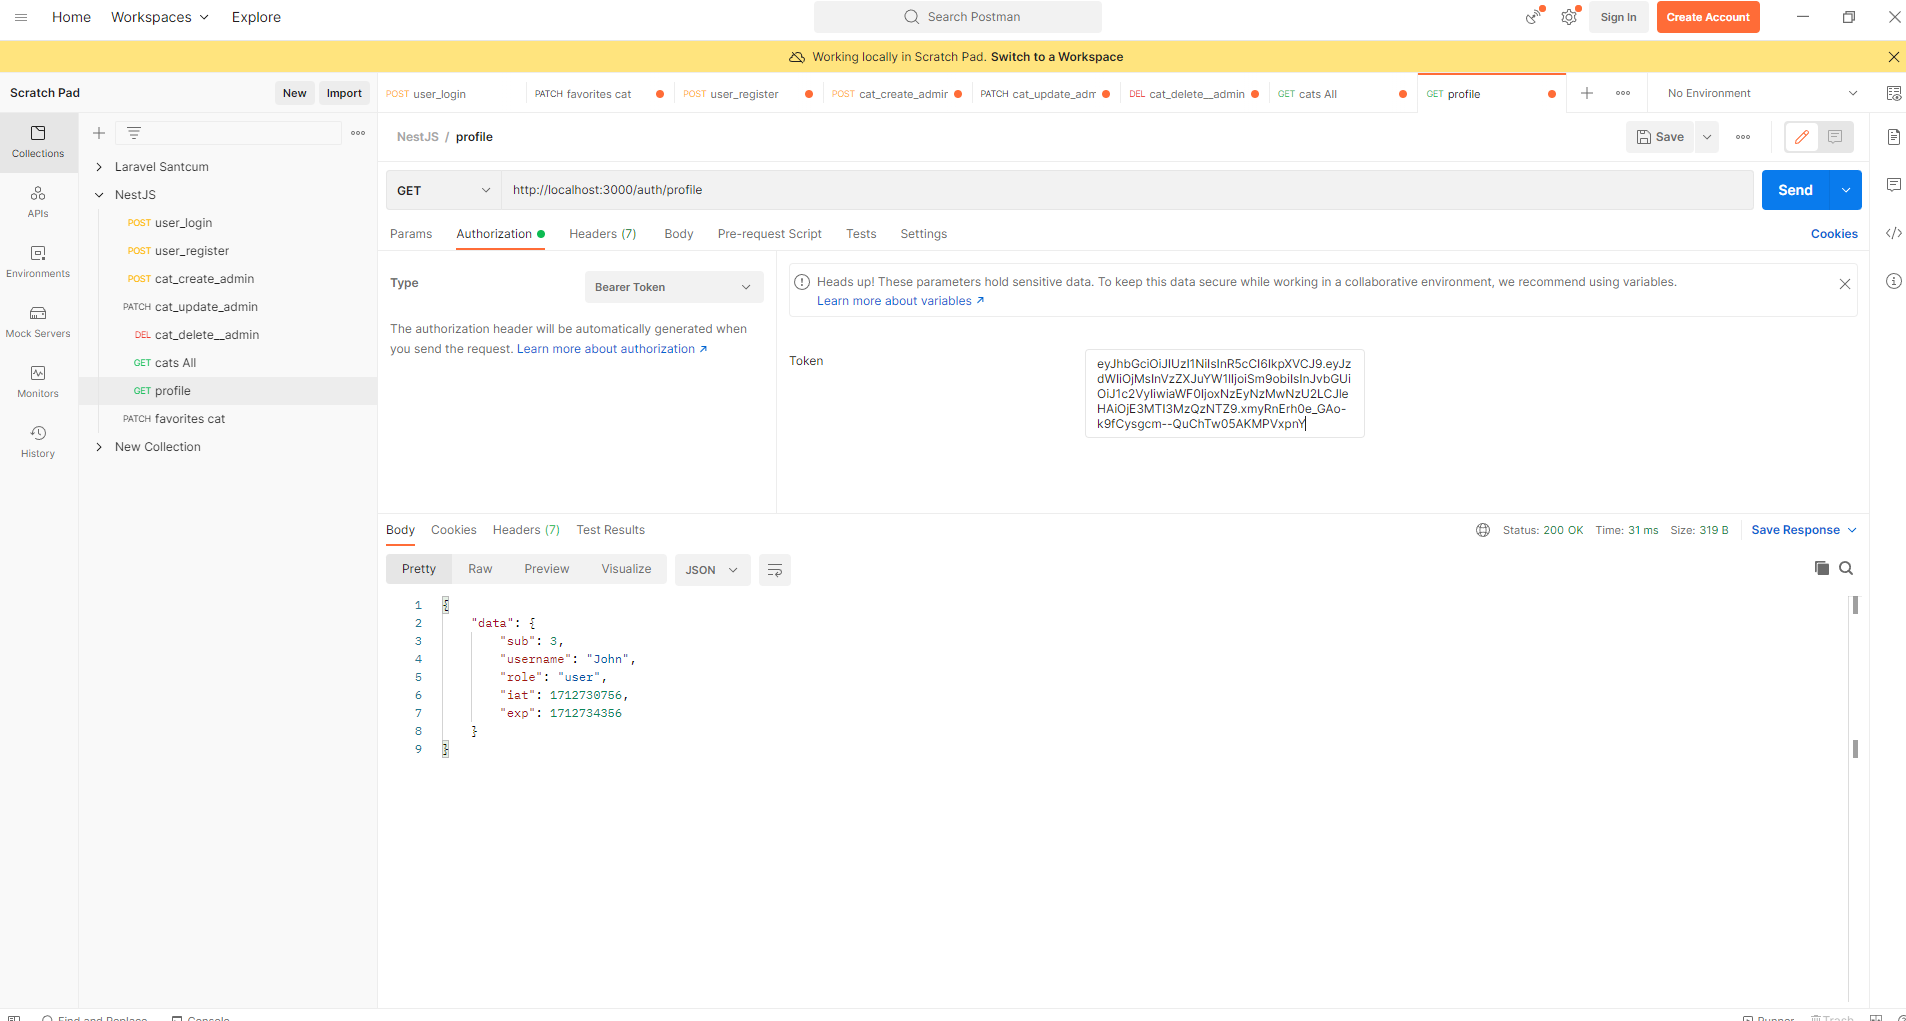 Home Workspaces Explore
Search Postman
Sign In Create Account
Working locally in Scratch Pad. Switch to a Workspace
Scratch Pad
New Import
POST user_login
PATCH favorites cat
POST user_register
POST cat_create_admir
PATCH cat_update_adm
DEL cat_delete__admin
GET cats All
GET profile
No Environment
Collections
APIs
Environments
Mock Servers
Monitors
History
Laravel Santcum
NestJS
POST user_login
POST user_register
POST cat_create_admin
PATCH cat_update_admin
DEL cat_delete__admin
GET cats All
GET profile
PATCH favorites cat
New Collection
NestJS / profile
Save
GET http://localhost:3000/auth/profile
Send
Params Authorization Headers (7) Body Pre-request Script Tests Settings
Cookies
Type
Bearer Token
The authorization header will be automatically generated when
you send the request. Learn more about authorization ↗
Heads up! These parameters hold sensitive data. To keep this data secure while working in a collaborative environment, we recommend using variables.
Learn more about variables ↗
Token
eyJhbGciOiJIUzI1NiIsInR5cCI6IkpXVCJ9.eyJz
dWIiOjMsInVzZXJuYW1lIjoiSm9obiIsInJvbGUi
OiJ1c2VyIiwiaWF0IjoxNzEyNzMwNzU2LCJle
HAiOjE3MTI3MzQzNTZ9.xmyRnErh0e_GAo-
k9fCysgcm--QuChTw05AKMPVxpnY
Body Cookies Headers (7) Test Results
Status: 200 OK Time: 31 ms Size: 319 B Save Response
Pretty Raw Preview Visualize JSON
1 {
2 "data": {
3 "sub": 3,
4 "username": "John",
5 "role": "user",
6 "iat": 1712730756,
7 "exp": 1712734356
8 }
9 }
Find and Replace Console
Runner Trash